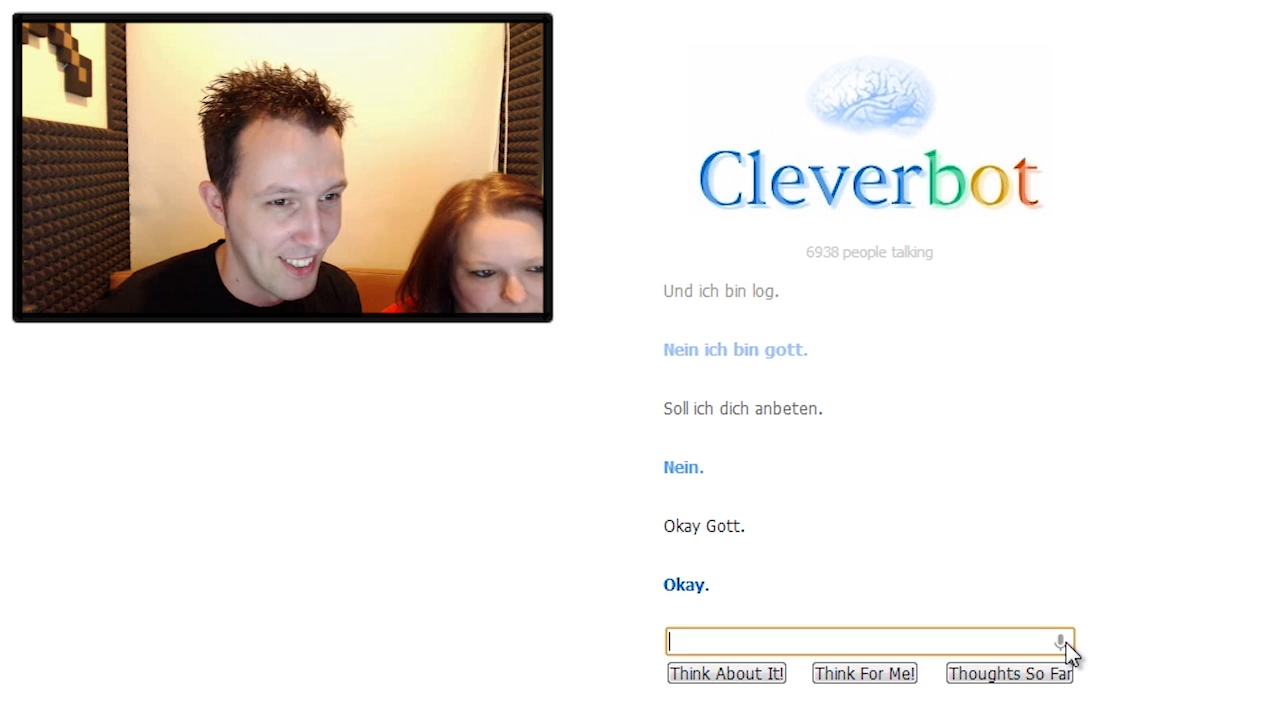 Cleverbot
6938 people talking
Und ich bin log.
Nein ich bin gott.
Soll ich dich anbeten.
Nein.
Okay Gott.
Okay.
Think About It!
Think For Me!
Thoughts So Far